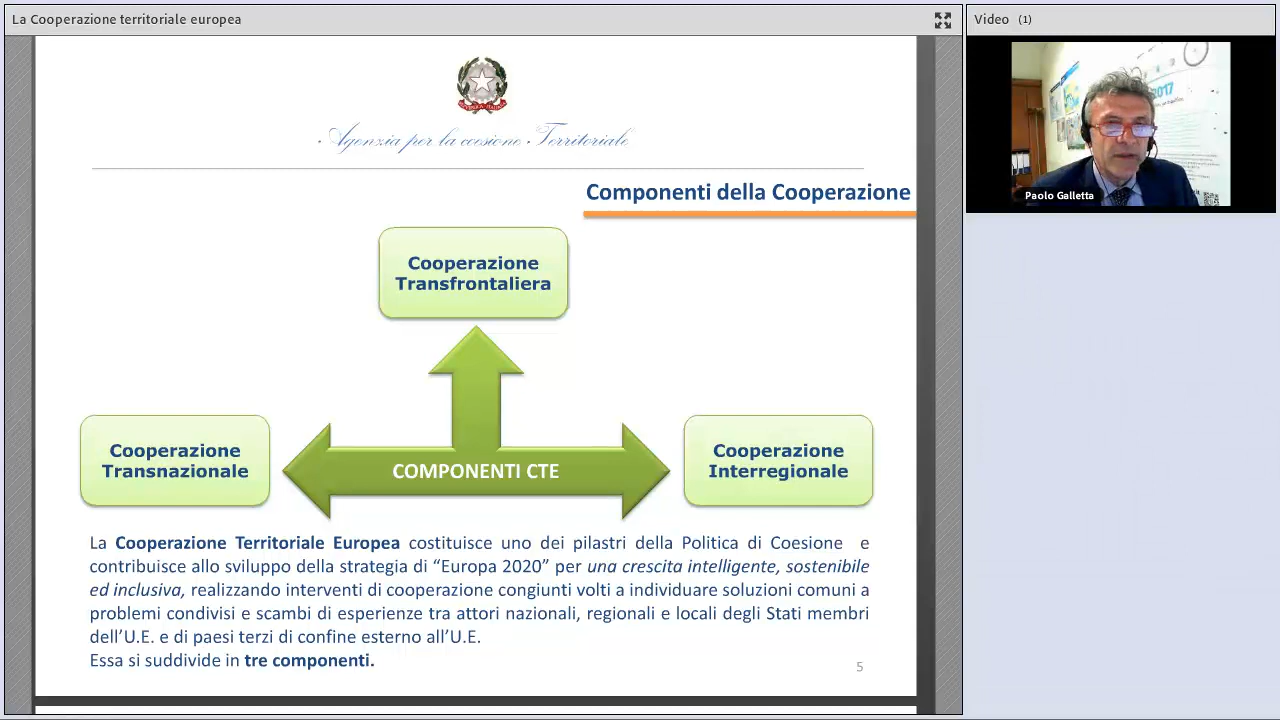 La Cooperazione territoriale europea
Video (1)
2017
Paolo Galletta
REPVBBLICA ITALIANA
Agenzia per la coesione Territoriale
Componenti della Cooperazione
Cooperazione
Transfrontaliera
Cooperazione
Transnazionale
COMPONENTI CTE
Cooperazione
Interregionale
La Cooperazione Territoriale Europea costituisce uno dei pilastri della Politica di Coesione e
contribuisce allo sviluppo della strategia di “Europa 2020” per una crescita intelligente, sostenibile
ed inclusiva, realizzando interventi di cooperazione congiunti volti a individuare soluzioni comuni a
problemi condivisi e scambi di esperienze tra attori nazionali, regionali e locali degli Stati membri
dell’U.E. e di paesi terzi di confine esterno all’U.E.
Essa si suddivide in tre componenti.
5